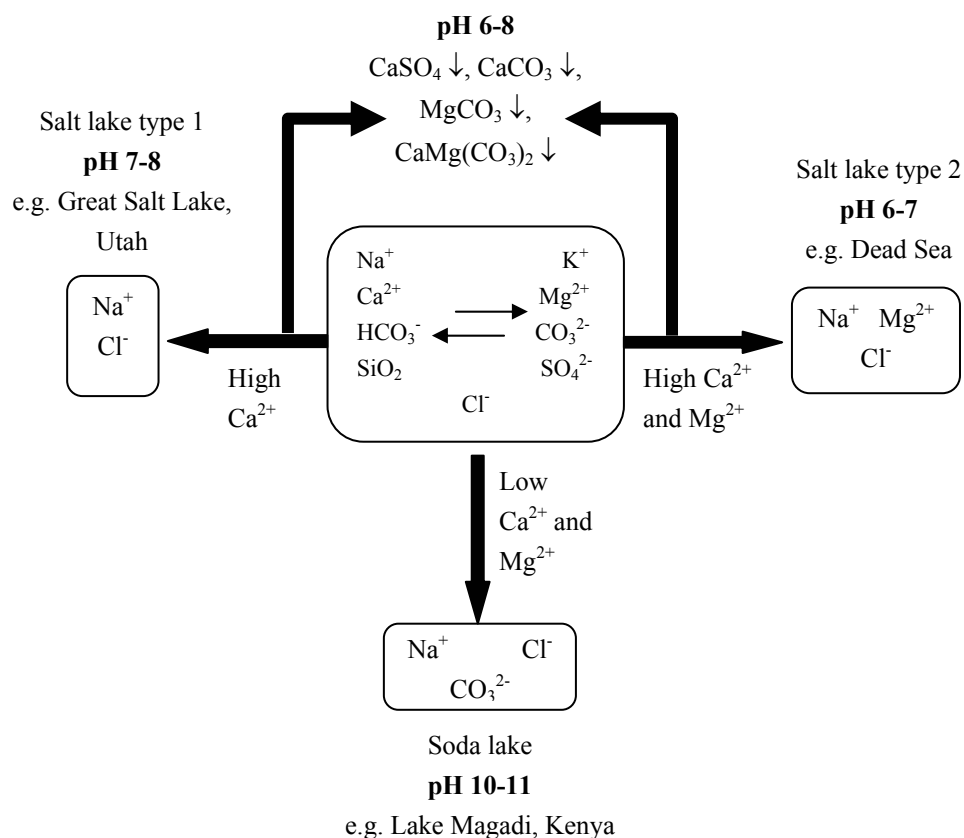 pH 6-8
CaSO₄ ↓, CaCO₃ ↓,
MgCO₃ ↓,
CaMg(CO₃)₂ ↓
Salt lake type 1
pH 7-8
e.g. Great Salt Lake,
Utah
Na⁺
Cl⁻
High
Ca²⁺
Na⁺ K⁺
Ca²⁺ Mg²⁺
HCO₃⁻ CO₃²⁻
SiO₂ SO₄²⁻
Cl⁻
Salt lake type 2
pH 6-7
e.g. Dead Sea
Na⁺ Mg²⁺
Cl⁻
High Ca²⁺
and Mg²⁺
Low
Ca²⁺ and
Mg²⁺
Na⁺ Cl⁻
CO₃²⁻
Soda lake
pH 10-11
e.g. Lake Magadi, Kenya